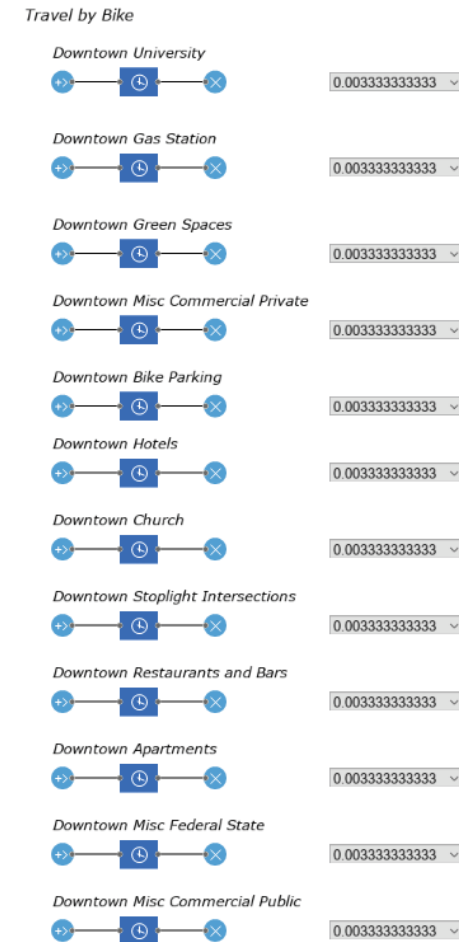 Travel by Bike
Downtown University
0.003333333333
Downtown Gas Station
0.003333333333
Downtown Green Spaces
0.003333333333
Downtown Misc Commercial Private
0.003333333333
Downtown Bike Parking
0.003333333333
Downtown Hotels
0.003333333333
Downtown Church
0.003333333333
Downtown Stoplight Intersections
0.003333333333
Downtown Restaurants and Bars
0.003333333333
Downtown Apartments
0.003333333333
Downtown Misc Federal State
0.003333333333
Downtown Misc Commercial Public
0.003333333333